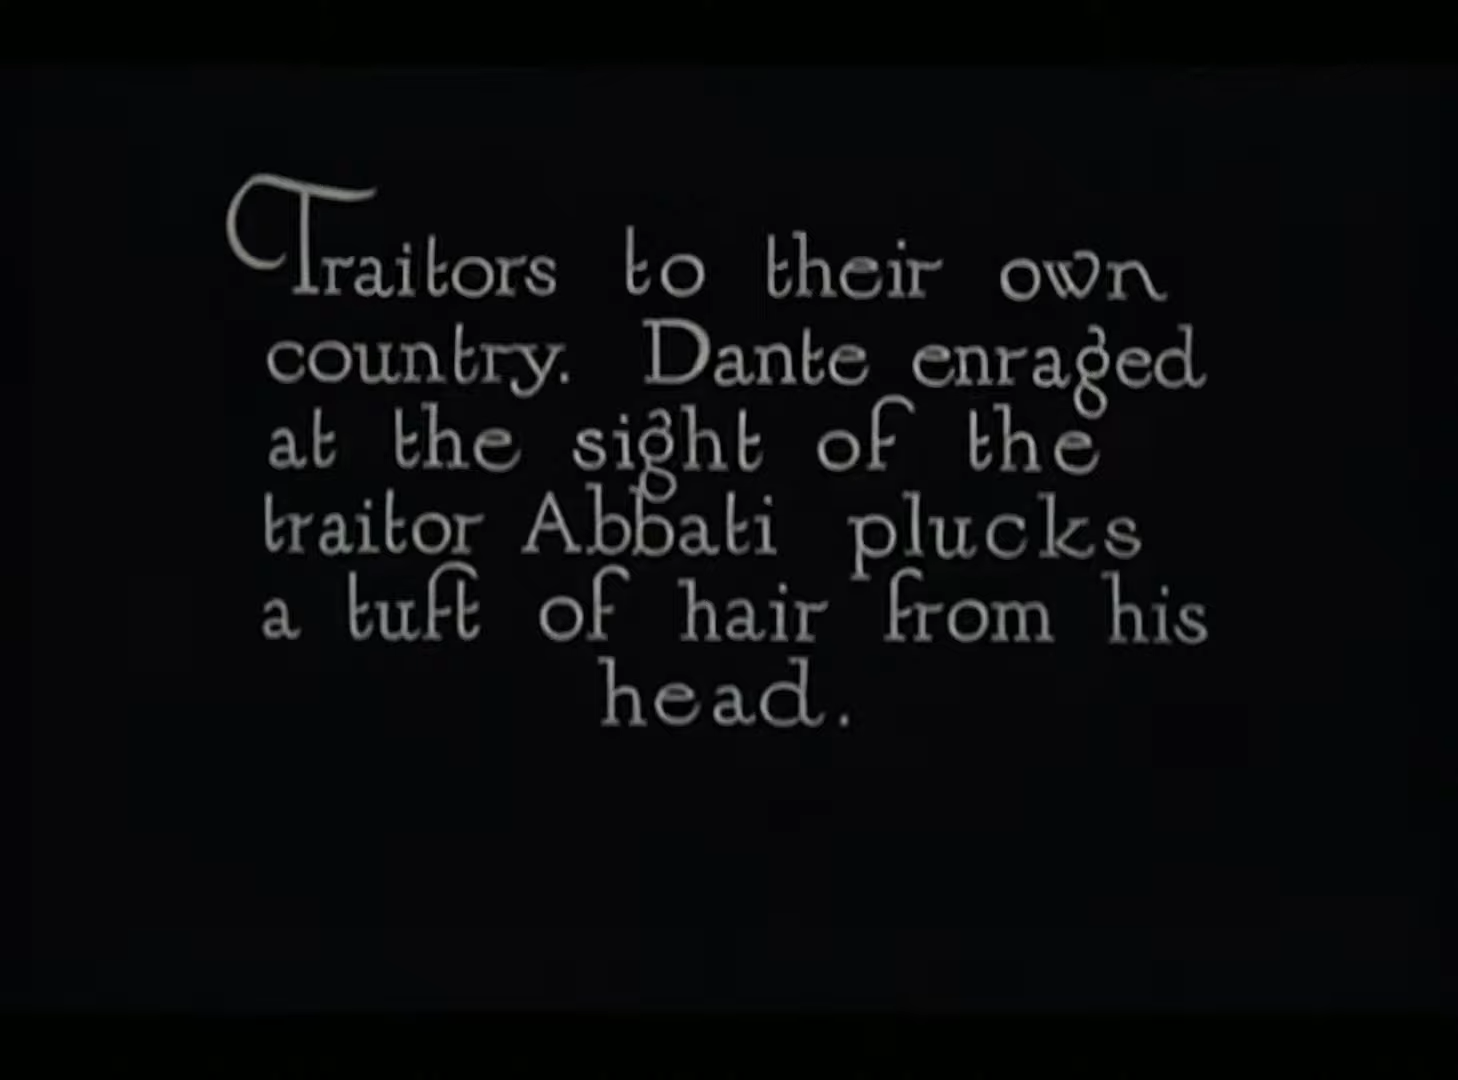 Traitors to their own
country. Dante enraged
at the sight of the
traitor Abbati plucks
a tuft of hair from his
head.